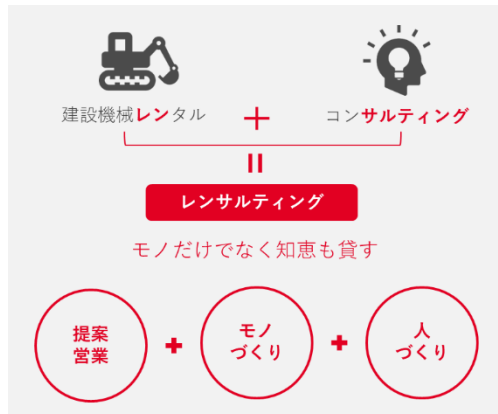 建設機械レンタル + コンサルティング
=
レンサルティング
モノだけでなく知恵も貸す
提案
営業
+
モノ
づくり
+
人
づくり